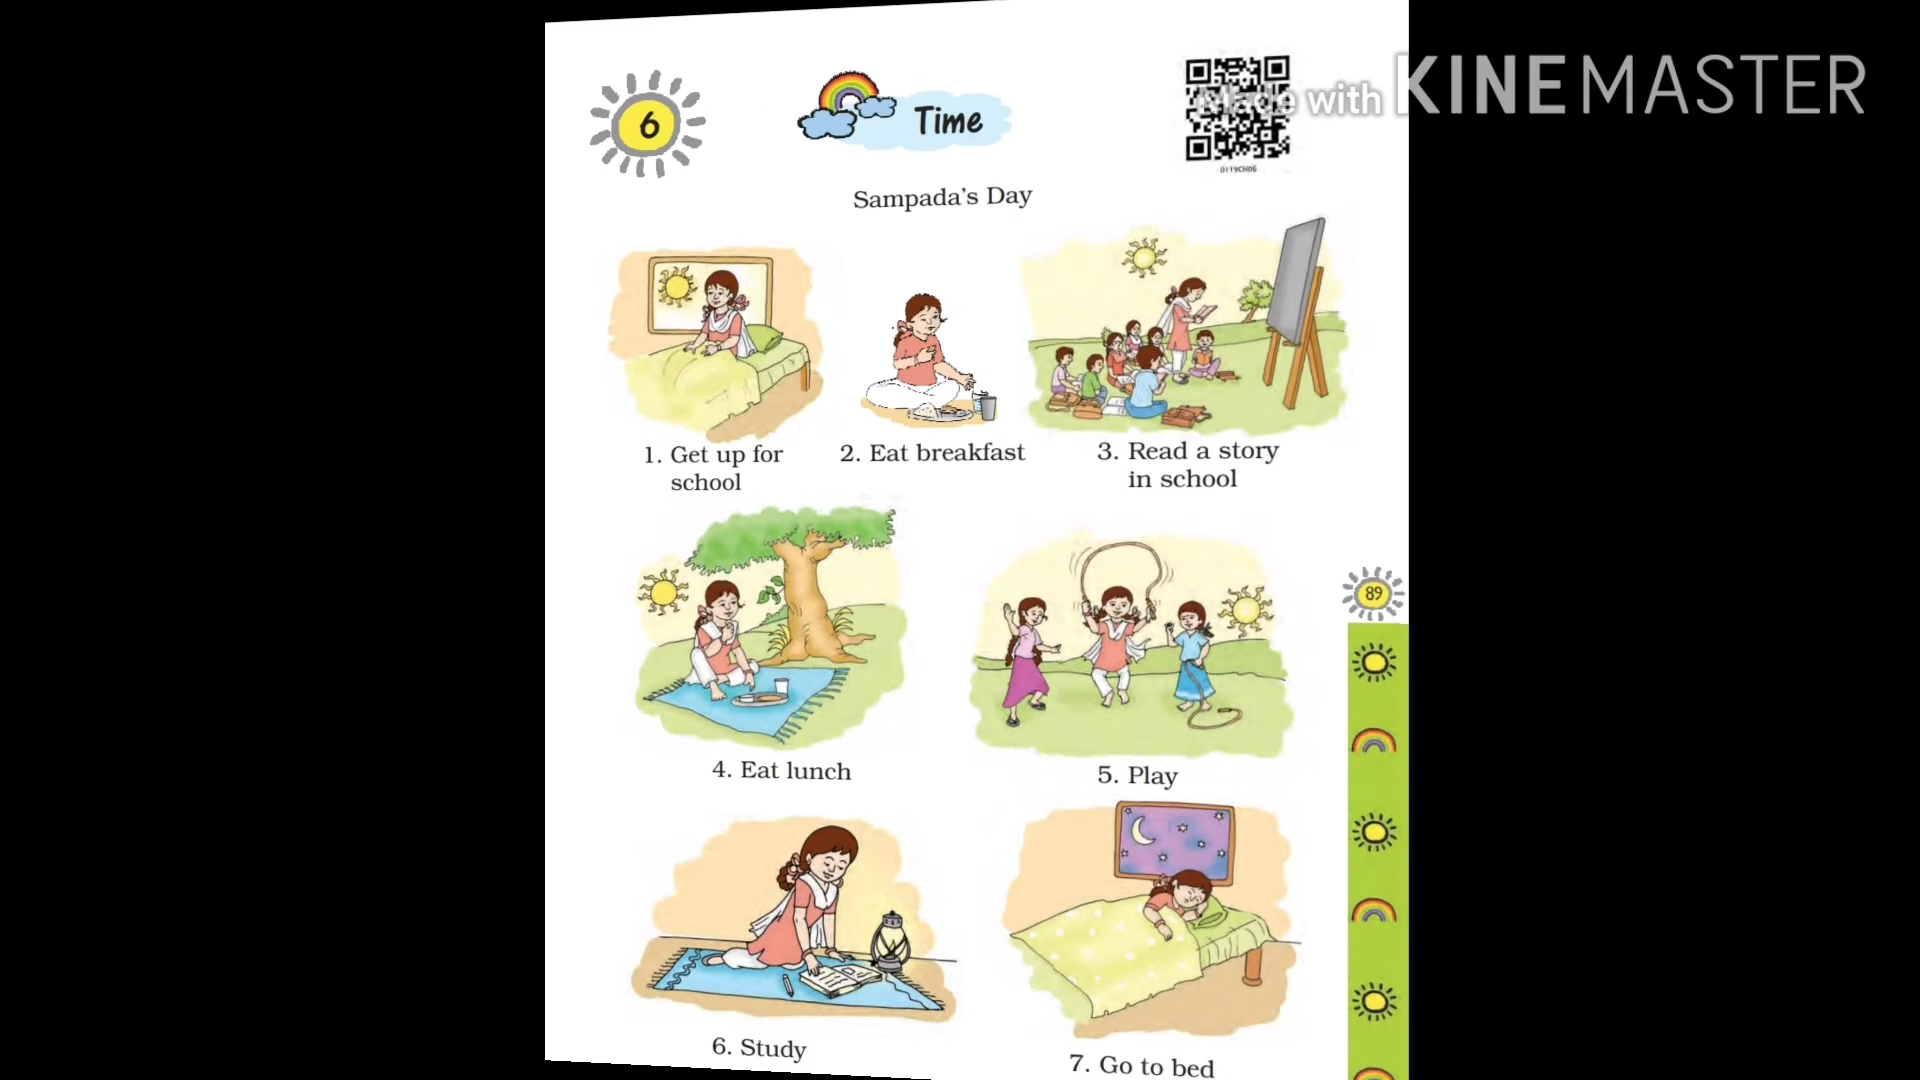 6
Time
Made with KINEMASTER
0119CH06
Sampada's Day
1. Get up for
school
2. Eat breakfast
3. Read a story
in school
4. Eat lunch
5. Play
89
6. Study
7. Go to bed